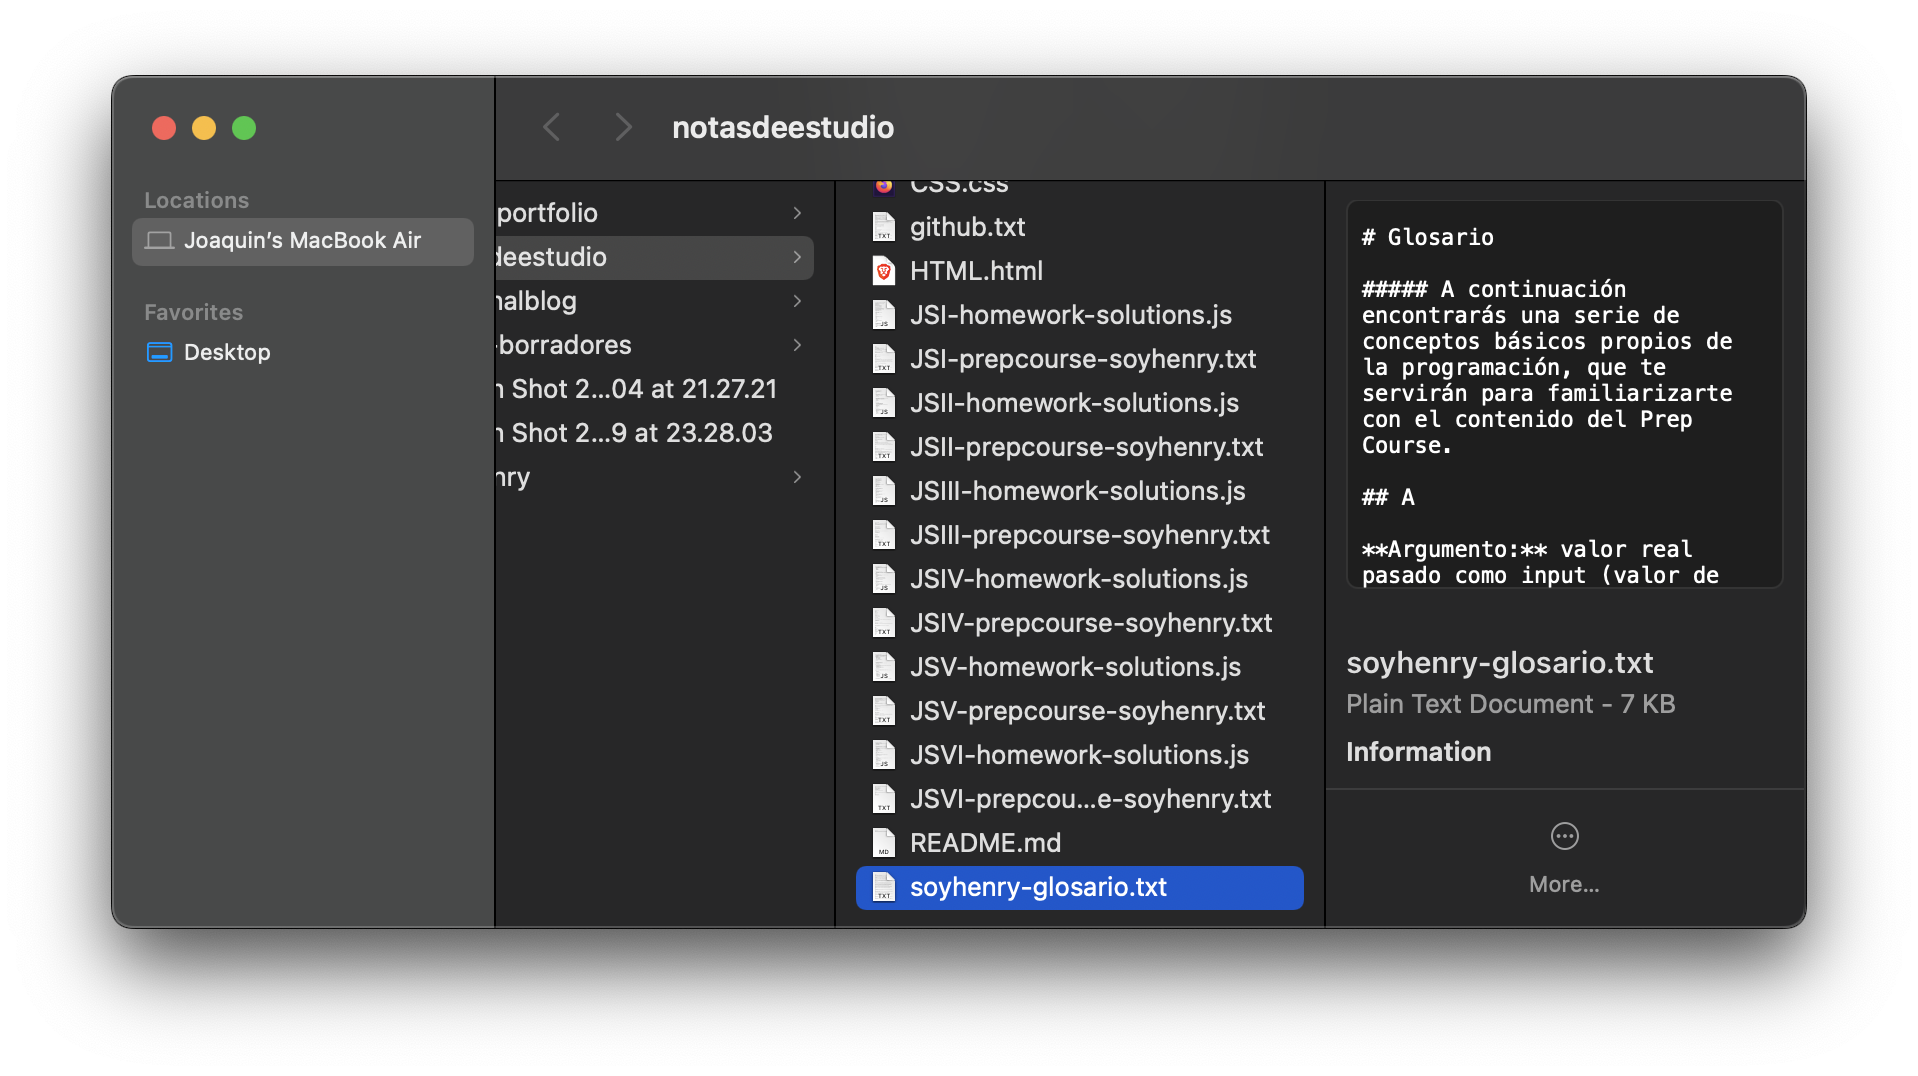 notasdeestudio
Locations
Joaquin’s MacBook Air
Favorites
Desktop
portfolio
deestudio
nalblog
-borradores
n Shot 2...04 at 21.27.21
n Shot 2...9 at 23.28.03
nry
CSS.css
github.txt
HTML.html
JSI-homework-solutions.js
JSI-prepcourse-soyhenry.txt
JSII-homework-solutions.js
JSII-prepcourse-soyhenry.txt
JSIII-homework-solutions.js
JSIII-prepcourse-soyhenry.txt
JSIV-homework-solutions.js
JSIV-prepcourse-soyhenry.txt
JSV-homework-solutions.js
JSV-prepcourse-soyhenry.txt
JSVI-homework-solutions.js
JSVI-prepcou...e-soyhenry.txt
README.md
soyhenry-glosario.txt
# Glosario
##### A continuación
encontrarás una serie de
conceptos básicos propios de
la programación, que te
servirán para familiarizarte
con el contenido del Prep
Course.
## A
**Argumento:** valor real
pasado como input (valor de
soyhenry-glosario.txt
Plain Text Document - 7 KB
Information
More...